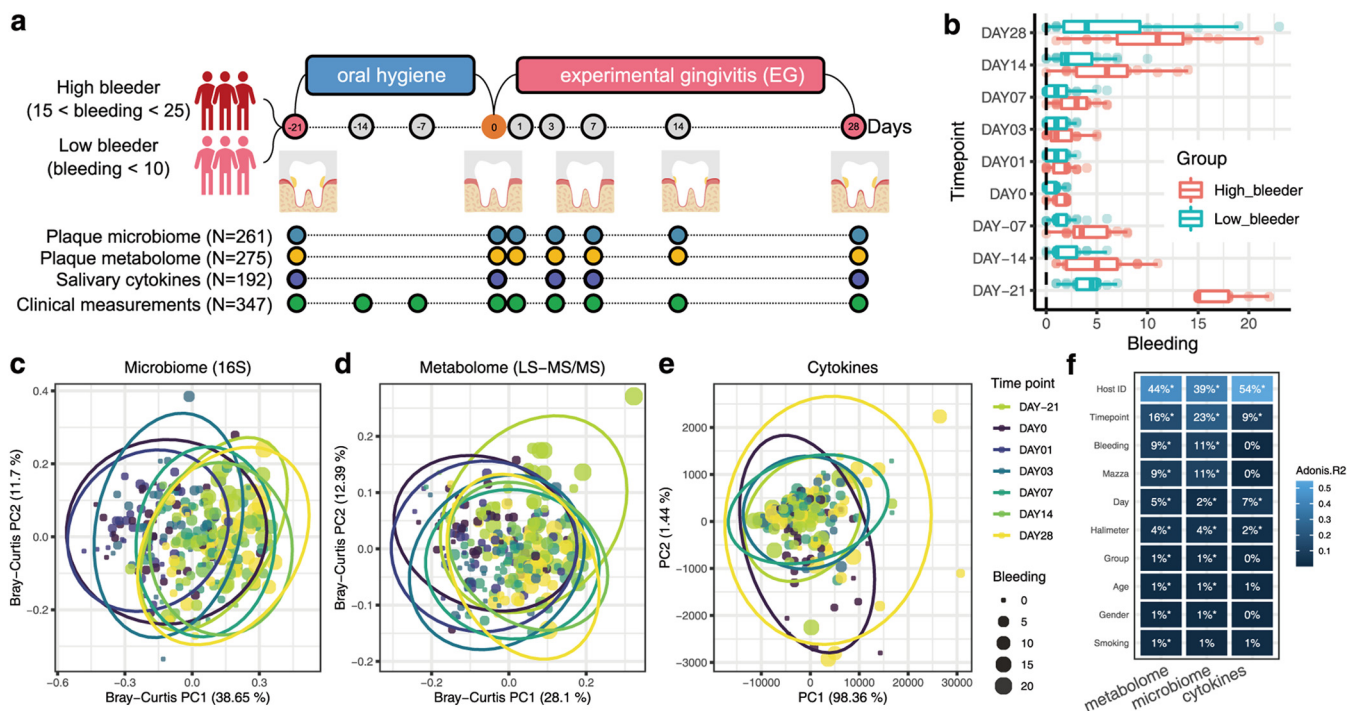 a
High bleeder
(15 < bleeding < 25)
Low bleeder
(bleeding < 10)
oral hygiene
experimental gingivitis (EG)
-21 -14 -7 0 1 3 7 14 28 Days
Plaque microbiome (N=261)
Plaque metabolome (N=275)
Salivary cytokines (N=192)
Clinical measurements (N=347)
b
Timepoint
DAY28
DAY14
DAY07
DAY03
DAY01
DAY0
DAY-07
DAY-14
DAY-21
0 5 10 15 20
Bleeding
Group
High_bleeder
Low_bleeder
c
Microbiome (16S)
Bray-Curtis PC2 (11.7 %)
0.4
0.2
0.0
-0.2
-0.6 -0.3 0.0 0.3
Bray-Curtis PC1 (38.65 %)
d
Metabolome (LS-MS/MS)
Bray-Curtis PC2 (12.39 %)
0.2
0.1
0.0
-0.1
-0.2
-0.2 0.0 0.2
Bray-Curtis PC1 (28.1 %)
e
Cytokines
PC2 (1.44 %)
2000
1000
0
-1000
-2000
-3000
-10000 0 10000 20000 30000
PC1 (98.36 %)
Time point
DAY-21
DAY0
DAY01
DAY03
DAY07
DAY14
DAY28
Bleeding
0
5
10
15
20
f
Host ID 44%* 39%* 54%*
Timepoint 16%* 23%* 9%*
Bleeding 9%* 11%* 0%
Mazza 9%* 11%* 0%
Day 5%* 2%* 7%*
Halimeter 4%* 4%* 2%*
Group 1%* 1%* 0%
Age 1%* 1%* 1%
Gender 1%* 1%* 0%
Smoking 1%* 1% 1%
metabolome
microbiome
cytokines
Adonis.R2
0.5
0.4
0.3
0.2
0.1